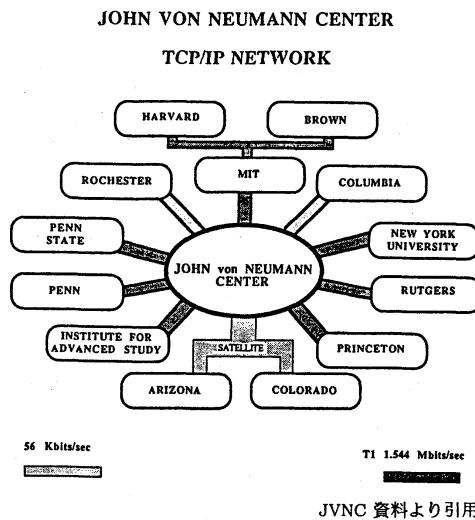 JOHN VON NEUMANN CENTER
TCP/IP NETWORK
HARVARD
BROWN
MIT
ROCHESTER
COLUMBIA
PENN
STATE
NEW YORK
UNIVERSITY
JOHN von NEUMANN
CENTER
PENN
RUTGERS
INSTITUTE FOR
ADVANCED STUDY
SATELLITE
PRINCETON
ARIZONA
COLORADO
56 Kbits/sec
T1 1.544 Mbits/sec
JVNC 資料より引用